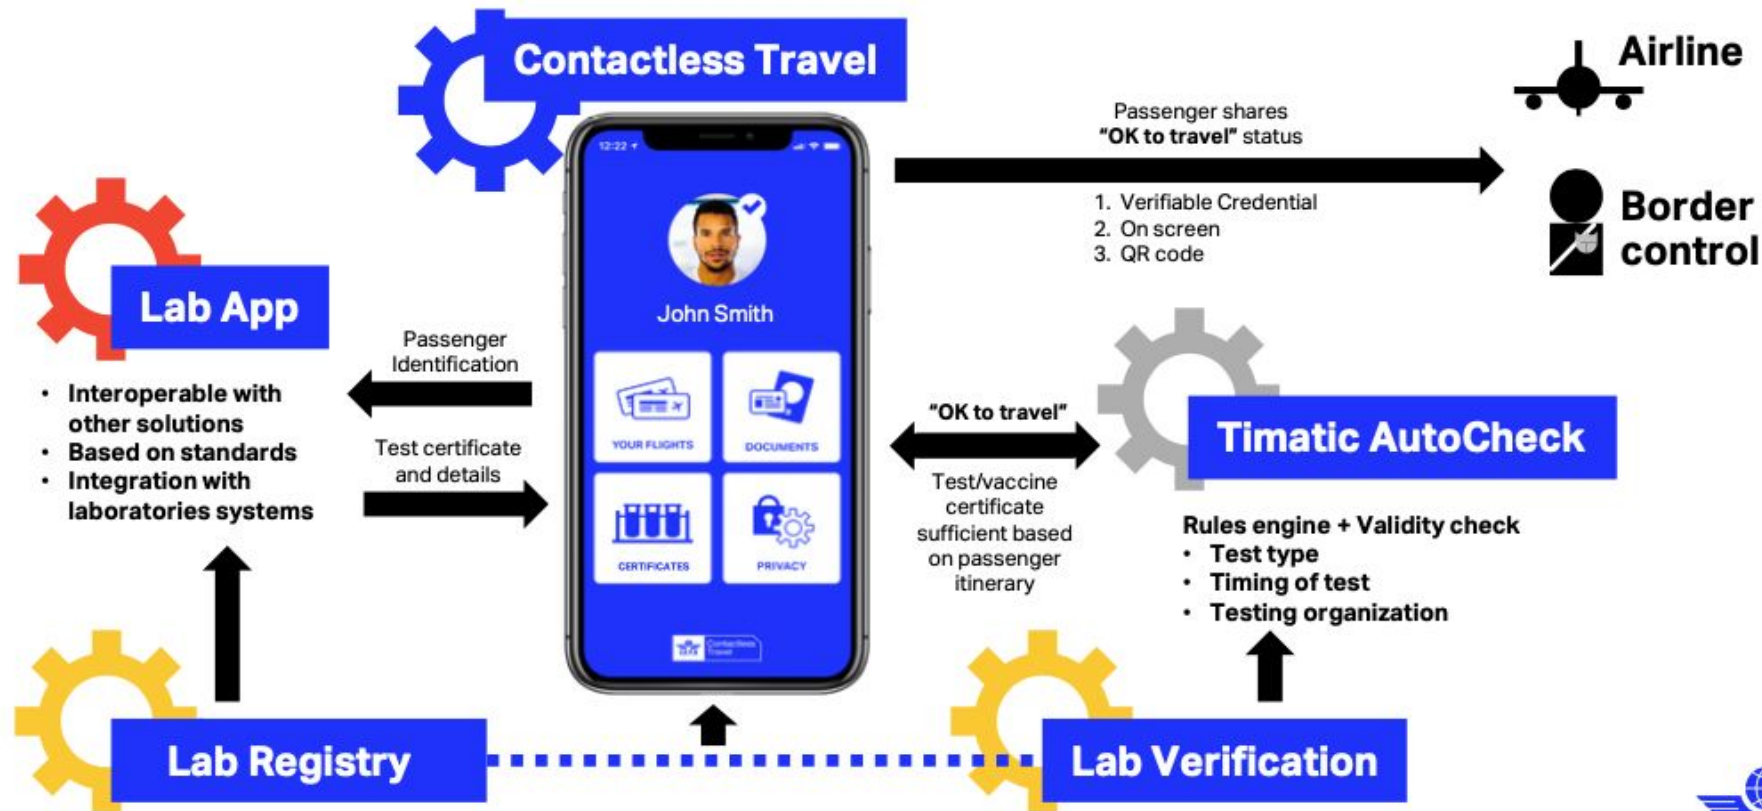 Contactless Travel
Airline
Passenger shares
“OK to travel” status
1. Verifiable Credential
2. On screen
3. QR code
Border
control
12:22
John Smith
YOUR FLIGHTS
DOCUMENTS
CERTIFICATES
PRIVACY
Contactless
Travel
Lab App
• Interoperable with
other solutions
• Based on standards
• Integration with
laboratories systems
Passenger
Identification
Test certificate
and details
“OK to travel”
Test/vaccine
certificate
sufficient based
on passenger
itinerary
Timatic AutoCheck
Rules engine + Validity check
• Test type
• Timing of test
• Testing organization
Lab Registry
Lab Verification